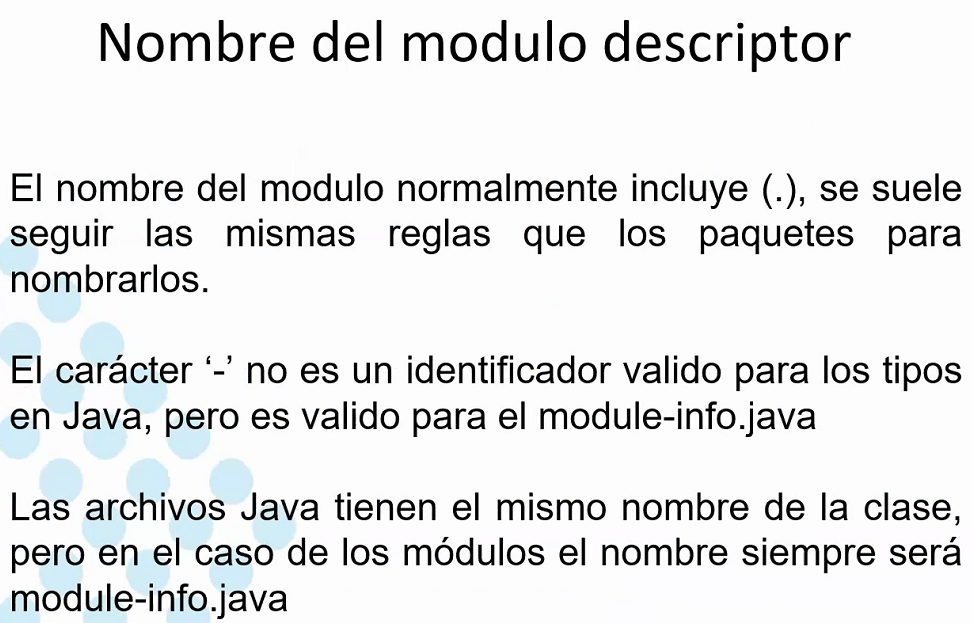 Nombre del modulo descriptor
El nombre del modulo normalmente incluye (.), se suele
seguir las mismas reglas que los paquetes para
nombrarlos.
El carácter ‘-’ no es un identificador valido para los tipos
en Java, pero es valido para el module-info.java
Las archivos Java tienen el mismo nombre de la clase,
pero en el caso de los módulos el nombre siempre será
module-info.java